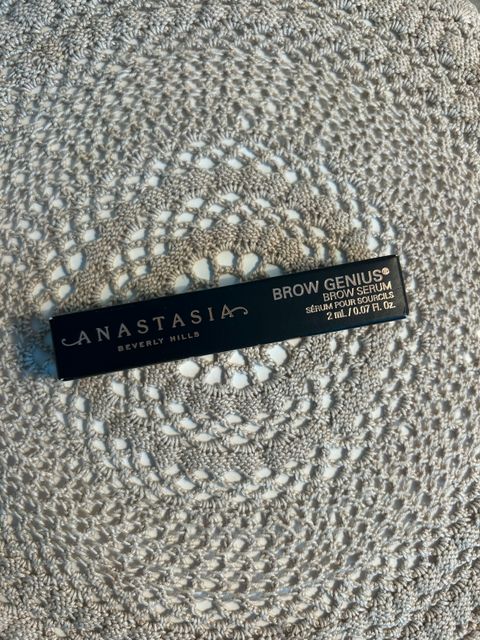 ANASTASIA
BEVERLY HILLS
BROW GENIUS®
BROW SERUM
SÉRUM POUR SOURCILS
2 mL / 0.07 Fl. Oz.